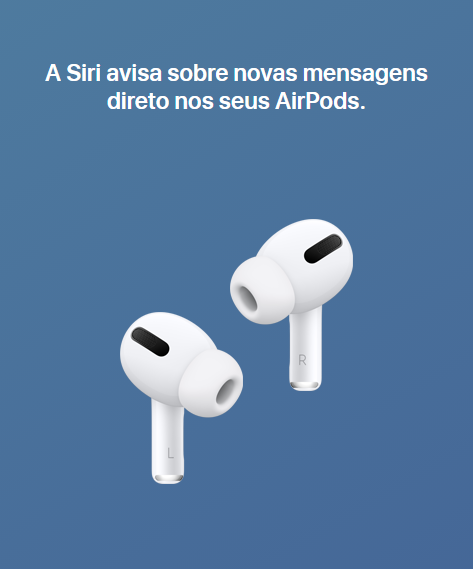 A Siri avisa sobre novas mensagens
direto nos seus AirPods.
R
L